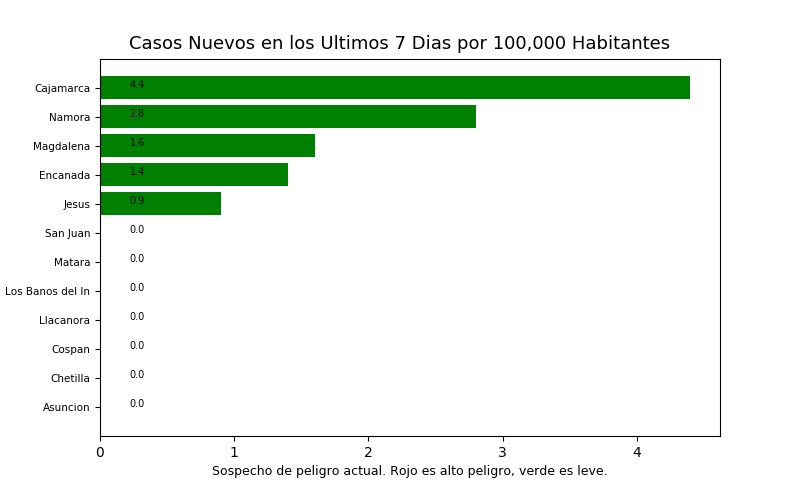 Casos Nuevos en los Ultimos 7 Dias por 100,000 Habitantes
Cajamarca 4.4
Namora 2.8
Magdalena 1.6
Encanada 1.4
Jesus 0.9
San Juan 0.0
Matara 0.0
Los Banos del In 0.0
Llacanora 0.0
Cospan 0.0
Chetilla 0.0
Asuncion 0.0
0 1 2 3 4
Sospecho de peligro actual. Rojo es alto peligro, verde es leve.